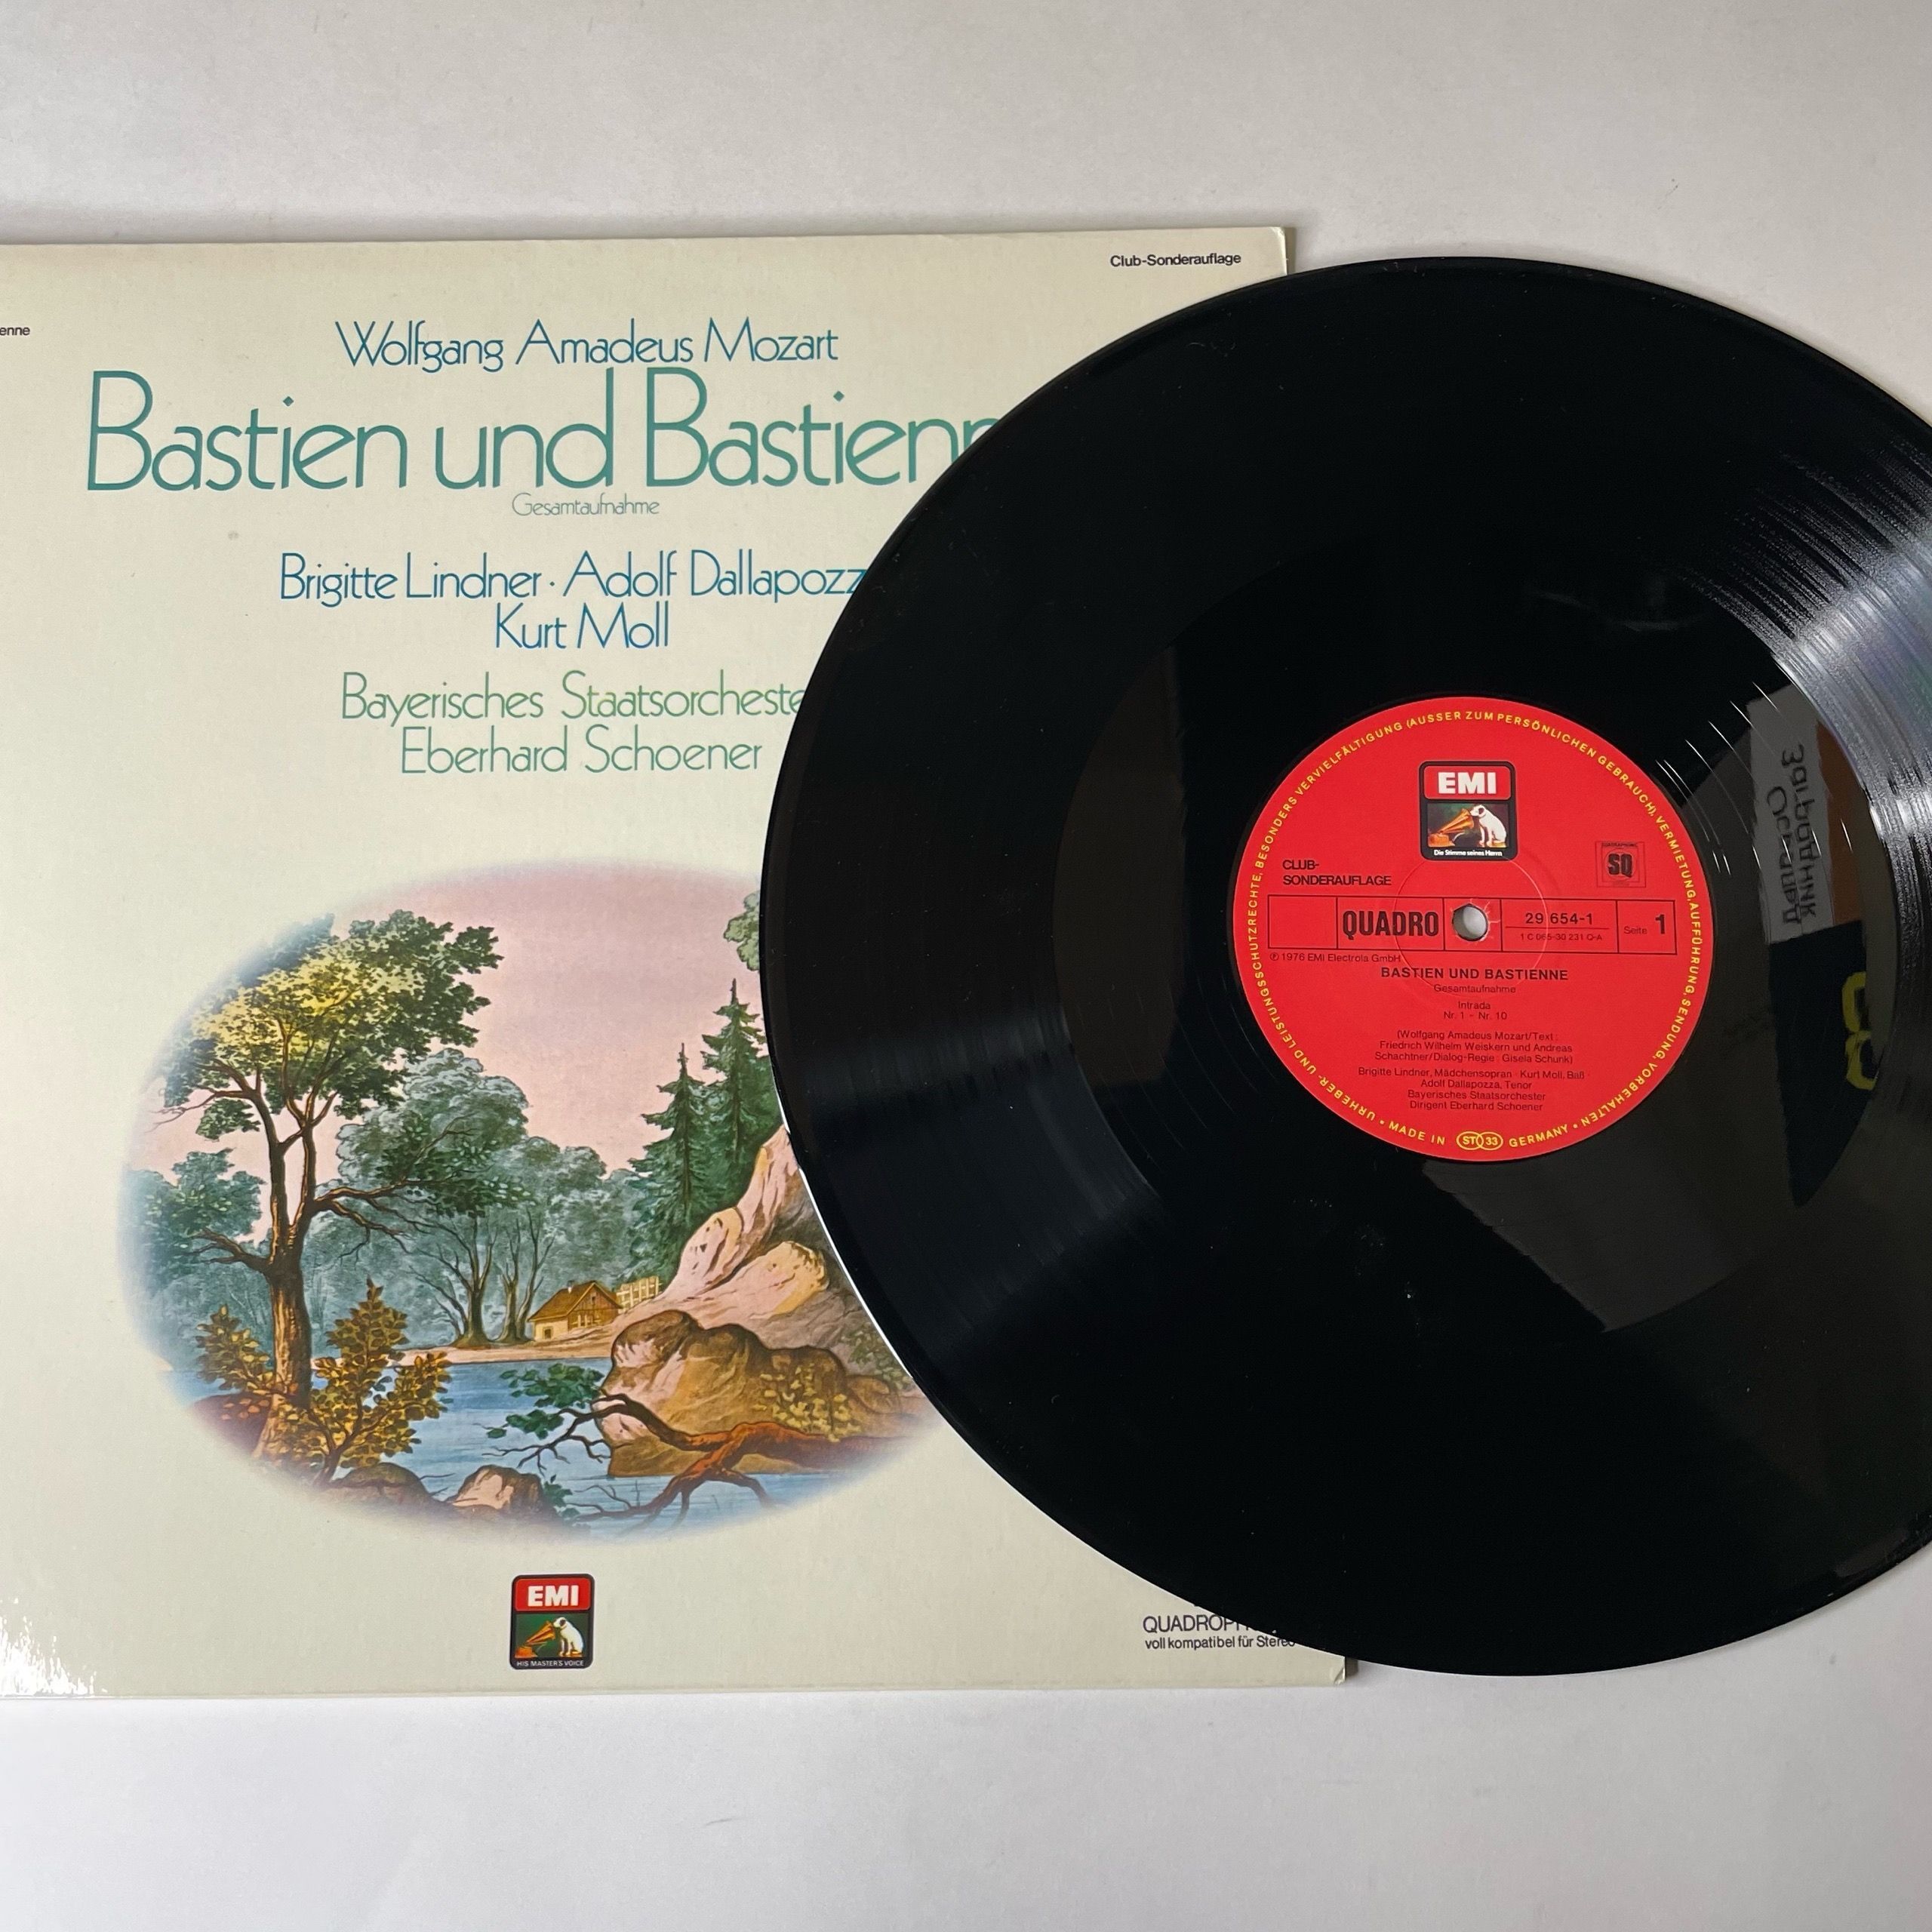 Club-Sonderauflage
enne
Wolfgang Amadeus Mozart
Bastien und Bastienn
Gesamtaufnahme
Brigitte Lindner · Adolf Dallapozz
Kurt Moll
Bayerisches Staatsorcheste
Eberhard Schoener
EMI
HIS MASTER'S VOICE
QUADROPH
voll kompatibel für Stereo
URHEBER- UND LEISTUNGSSCHUTZRECHTE, BESONDERS VERVIELFÄLTIGUNG (AUSSER ZUM PERSÖNLICHEN GEBRAUCH), VERMIETUNG, AUFFÜHRUNG, SENDUNG, VORBEHALTEN
• MADE IN ST 33 GERMANY •
EMI
Die Stimme seines Herrn
CLUB-
SONDERAUFLAGE
SQ
QUADRO
29 654-1
1 C 065-30 231 Q-A
Seite 1
℗ 1976 EMI Electrola GmbH
BASTIEN UND BASTIENNE
Gesamtaufnahme
Intrada
Nr. 1 - Nr. 10
(Wolfgang Amadeus Mozart/Text:
Friedrich Wilhelm Weiskern und Andreas
Schachtner/Dialog-Regie: Gisela Schunk)
Brigitte Lindner, Mädchensopran · Kurt Moll, Baß ·
Adolf Dallapozza, Tenor
Bayerisches Staatsorchester
Dirigent Eberhard Schoener